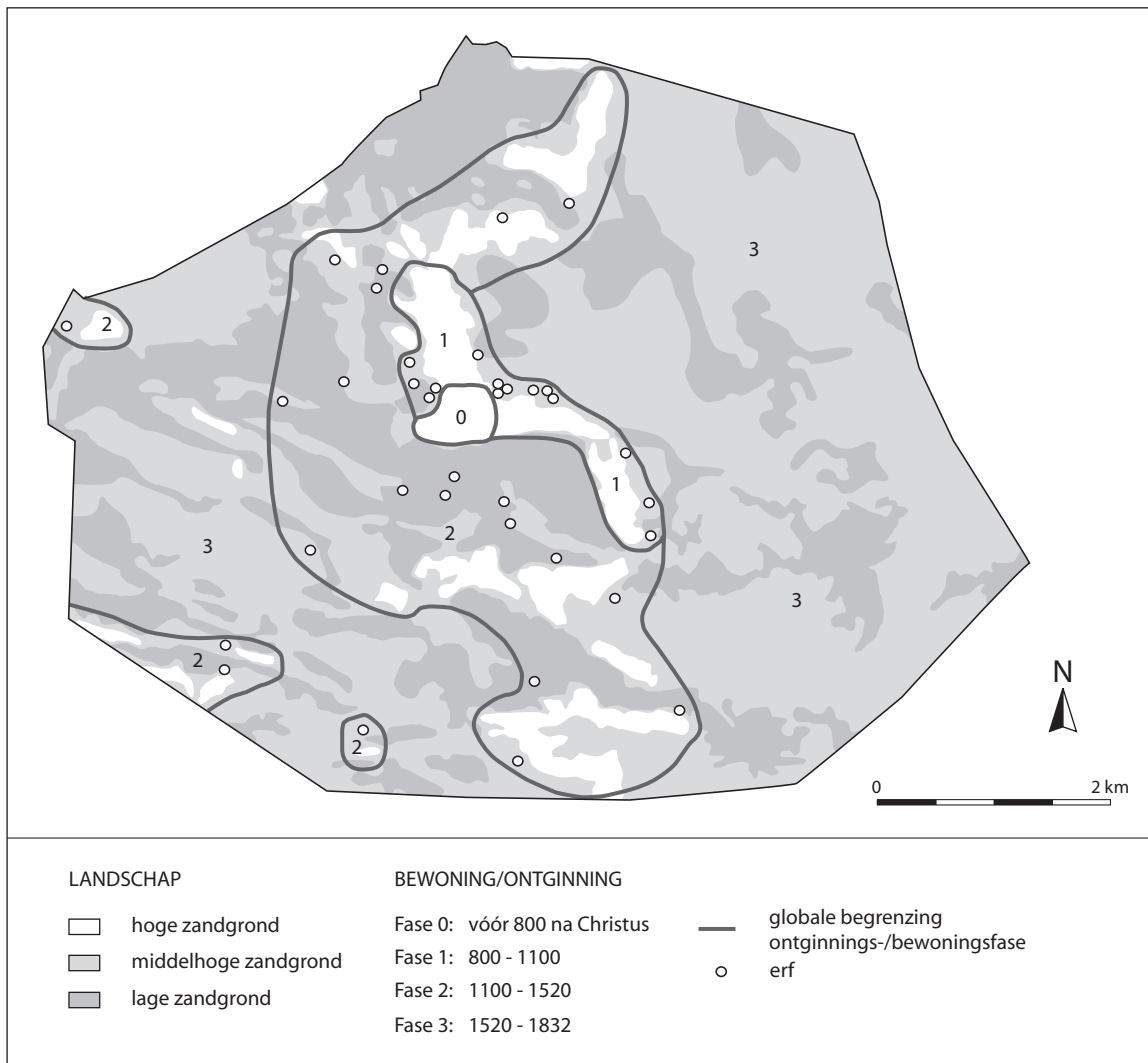 3
2
1
0
1
2
3
3
2
2
N
0 2 km
LANDSCHAP
hoge zandgrond
middelhoge zandgrond
lage zandgrond
BEWONING/ONTGINNING
Fase 0: vóór 800 na Christus
Fase 1: 800 - 1100
Fase 2: 1100 - 1520
Fase 3: 1520 - 1832
globale begrenzing
ontginnings-/bewoningsfase
erf